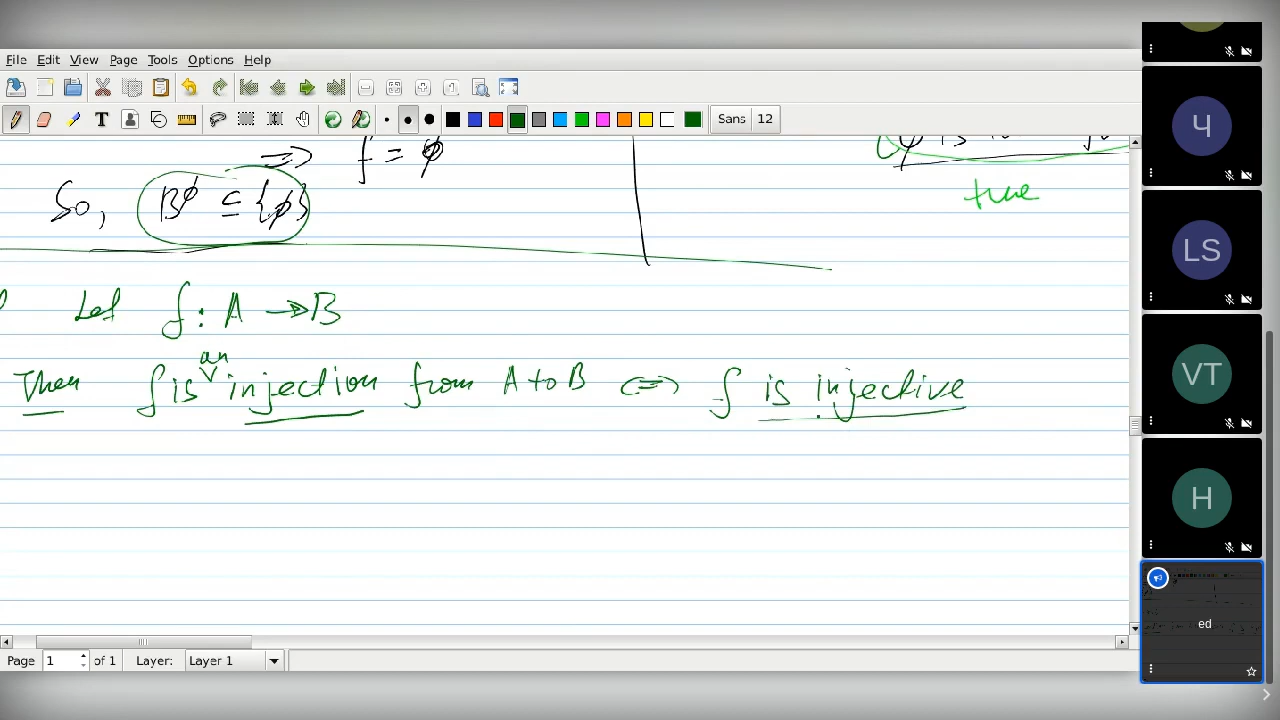 File Edit View Page Tools Options Help
Sans 12
⇒ f = φ
So, B^φ ⊆ {φ}
true
Let f: A → B
Then f is an injection from A to B ⇔ f is injective
Page 1 of 1 Layer: Layer 1
Ч
LS
VT
H
ed